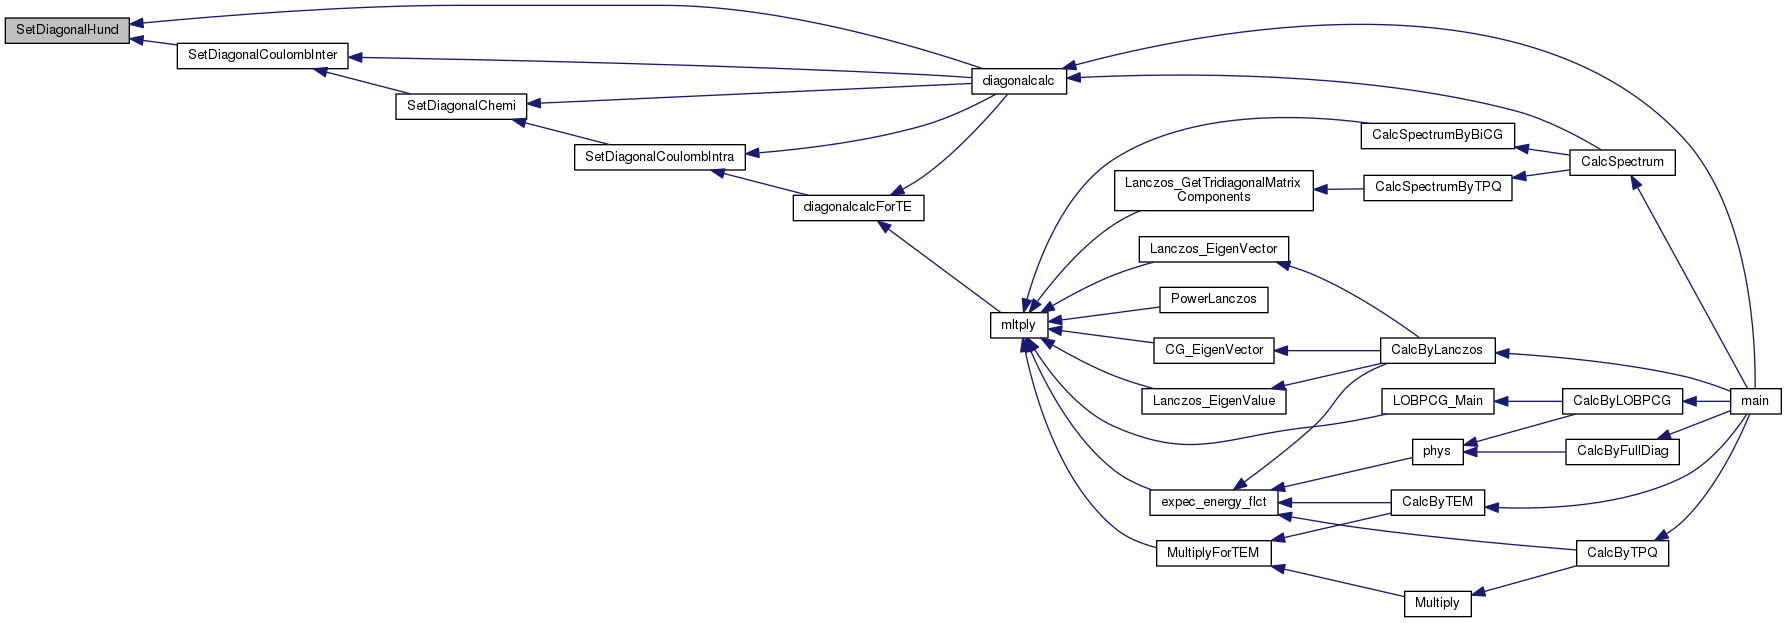 SetDiagonalHund
SetDiagonalCoulombInter
SetDiagonalChemi
SetDiagonalCoulombIntra
diagonalcalcForTE
diagonalcalc
mltply
CalcSpectrumByBiCG
Lanczos_GetTridiagonalMatrix
Components
CalcSpectrumByTPQ
CalcSpectrum
Lanczos_EigenVector
PowerLanczos
CG_EigenVector
CalcByLanczos
Lanczos_EigenValue
LOBPCG_Main
CalcByLOBPCG
main
phys
CalcByFullDiag
expec_energy_flct
CalcByTEM
MultiplyForTEM
CalcByTPQ
Multiply